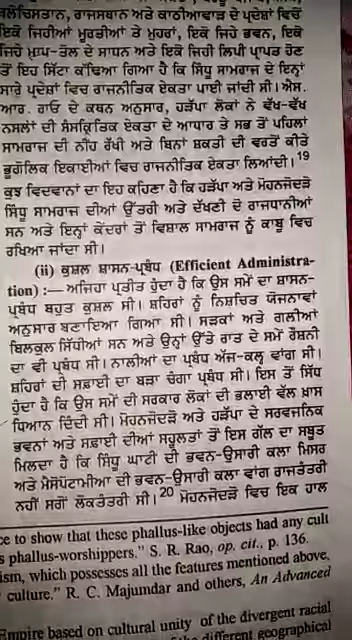 ਬਲੋਚਿਸਤਾਨ, ਰਾਜਸਥਾਨ ਅਤੇ ਕਾਠੀਆਵਾੜ ਦੇ ਪ੍ਰਦੇਸ਼ਾਂ ਵਿਚੋਂ
ਇਕੋ ਜਿਹੀਆਂ ਮੂਰਤੀਆਂ ਤੇ ਮੁਹਰਾਂ, ਇਕੋ ਜਿਹੇ ਭਵਨ, ਇਕੋ
ਜਿਹੇ ਮਾਪ-ਤੋਲ ਦੇ ਸਾਧਨ ਅਤੇ ਇਕੋ ਜਿਹੀ ਲਿਪੀ ਪ੍ਰਾਪਤ ਹੋਣ
ਤੋਂ ਇਹ ਸਿੱਟਾ ਕੱਢਿਆ ਗਿਆ ਹੈ ਕਿ ਸਿੰਧੂ ਸਾਮਰਾਜ ਦੇ ਇਨ੍ਹਾਂ
ਸਾਰੇ ਪ੍ਰਦੇਸ਼ਾਂ ਵਿਚ ਰਾਜਨੀਤਿਕ ਏਕਤਾ ਪਾਈ ਜਾਂਦੀ ਸੀ। ਐਸ.
ਆਰ. ਰਾਓ ਦੇ ਕਥਨ ਅਨੁਸਾਰ, ਹੜੱਪਾ ਲੋਕਾਂ ਨੇ ਵੱਖ-ਵੱਖ
ਨਸਲਾਂ ਦੀ ਸੰਸਕ੍ਰਿਤਿਕ ਏਕਤਾ ਦੇ ਆਧਾਰ ਤੇ ਸਭ ਤੋਂ ਪਹਿਲਾਂ
ਸਾਮਰਾਜ ਦੀ ਨੀਂਹ ਰੱਖੀ ਅਤੇ ਬਿਨਾਂ ਸ਼ਕਤੀ ਦੀ ਵਰਤੋਂ ਕੀਤੇ
ਭੂਗੋਲਿਕ ਇਕਾਈਆਂ ਵਿਚ ਰਾਜਨੀਤਿਕ ਏਕਤਾ ਲਿਆਂਦੀ।19
ਕੁਝ ਵਿਦਵਾਨਾਂ ਦਾ ਇਹ ਕਹਿਣਾ ਹੈ ਕਿ ਹੜੱਪਾ ਅਤੇ ਮੋਹਨਜੋਦੜੋ
ਸਿੰਧੂ ਸਾਮਰਾਜ ਦੀਆਂ ਉੱਤਰੀ ਅਤੇ ਦੱਖਣੀ ਦੋ ਰਾਜਧਾਨੀਆਂ
ਸਨ ਅਤੇ ਇਨ੍ਹਾਂ ਕੇਂਦਰਾਂ ਤੋਂ ਵਿਸ਼ਾਲ ਸਾਮਰਾਜ ਨੂੰ ਕਾਬੂ ਵਿਚ
ਰਖਿਆ ਜਾਂਦਾ ਸੀ।
(ii) ਕੁਸ਼ਲ ਸ਼ਾਸਨ-ਪ੍ਰਬੰਧ (Efficient Administra-
tion) :— ਅਜਿਹਾ ਪ੍ਰਤੀਤ ਹੁੰਦਾ ਹੈ ਕਿ ਉਸ ਸਮੇਂ ਦਾ ਸ਼ਾਸਨ-
ਪ੍ਰਬੰਧ ਬਹੁਤ ਕੁਸ਼ਲ ਸੀ। ਸ਼ਹਿਰਾਂ ਨੂੰ ਨਿਸ਼ਚਿਤ ਯੋਜਨਾਵਾਂ
ਅਨੁਸਾਰ ਬਣਾਇਆ ਗਿਆ ਸੀ। ਸੜਕਾਂ ਅਤੇ ਗਲੀਆਂ
ਬਿਲਕੁਲ ਸਿੱਧੀਆਂ ਸਨ ਅਤੇ ਉਨ੍ਹਾਂ ਉੱਤੇ ਰਾਤ ਦੇ ਸਮੇਂ ਰੌਸ਼ਨੀ
ਦਾ ਵੀ ਪ੍ਰਬੰਧ ਸੀ। ਨਾਲੀਆਂ ਦਾ ਪ੍ਰਬੰਧ ਅੱਜ-ਕਲ੍ਹ ਵਾਂਗ ਸੀ।
ਸ਼ਹਿਰਾਂ ਦੀ ਸਫ਼ਾਈ ਦਾ ਬੜਾ ਚੰਗਾ ਪ੍ਰਬੰਧ ਸੀ। ਇਸ ਤੋਂ ਸਿੱਧ
ਹੁੰਦਾ ਹੈ ਕਿ ਉਸ ਸਮੇਂ ਦੀ ਸਰਕਾਰ ਲੋਕਾਂ ਦੀ ਭਲਾਈ ਵੱਲ ਖ਼ਾਸ
ਧਿਆਨ ਦਿੰਦੀ ਸੀ। ਮੋਹਨਜੋਦੜੋ ਅਤੇ ਹੜੱਪਾ ਦੇ ਸਰਵਜਨਿਕ
ਭਵਨਾਂ ਅਤੇ ਸਫ਼ਾਈ ਦੀਆਂ ਸਹੂਲਤਾਂ ਤੋਂ ਇਸ ਗੱਲ ਦਾ ਸਬੂਤ
ਮਿਲਦਾ ਹੈ ਕਿ ਸਿੰਧੂ ਘਾਟੀ ਦੀ ਭਵਨ-ਉਸਾਰੀ ਕਲਾ ਮਿਸਰ
ਅਤੇ ਮੈਸੋਪੋਟਾਮੀਆ ਦੀ ਭਵਨ-ਉਸਾਰੀ ਕਲਾ ਵਾਂਗ ਰਾਜਤੰਤਰੀ
ਨਹੀਂ ਸਗੋਂ ਲੋਕਤੰਤਰੀ ਸੀ।20 ਮੋਹਨਜੋਦੜੋ ਵਿਚ ਇਕ ਹਾਲ
ce to show that these phallus-like objects had any cult
s phallus-worshippers." S. R. Rao, op. cit., p. 136.
ism, which possesses all the features mentioned above,
culture." R. C. Majumdar and others, An Advanced
Empire based on cultural unity of the divergent racial
of the different geographical